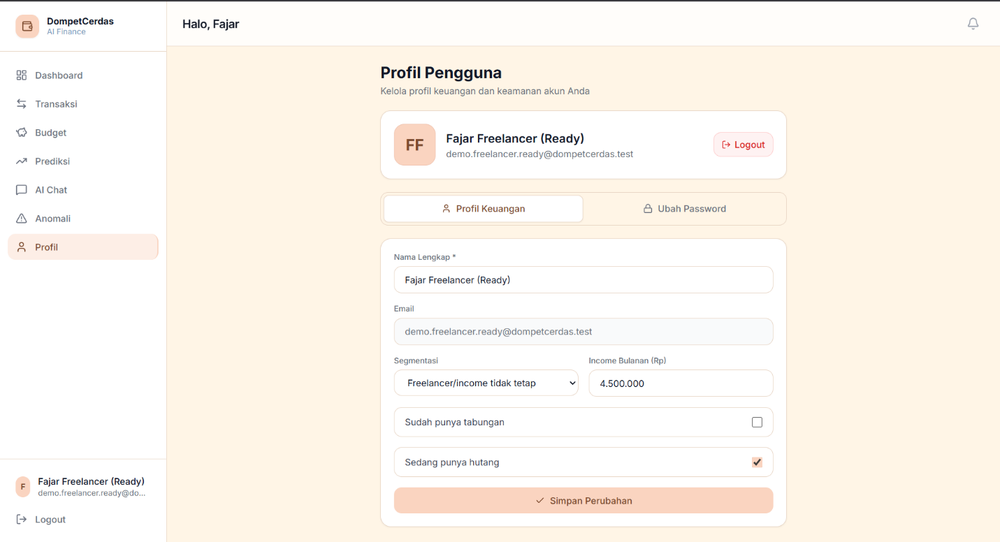 DompetCerdas
AI Finance
Dashboard
Transaksi
Budget
Prediksi
AI Chat
Anomali
Profil
Fajar Freelancer (Ready)
F
demo.freelancer.ready@do...
Logout
Halo, Fajar
Profil Pengguna
Kelola profil keuangan dan keamanan akun Anda
FF
Fajar Freelancer (Ready)
demo.freelancer.ready@dompetcerdas.test
Logout
Profil Keuangan
Ubah Password
Nama Lengkap *
Fajar Freelancer (Ready)
Email
demo.freelancer.ready@dompetcerdas.test
Segmentasi
Freelancer/income tidak tetap
Income Bulanan (Rp)
4.500.000
Sudah punya tabungan
Sedang punya hutang
Simpan Perubahan